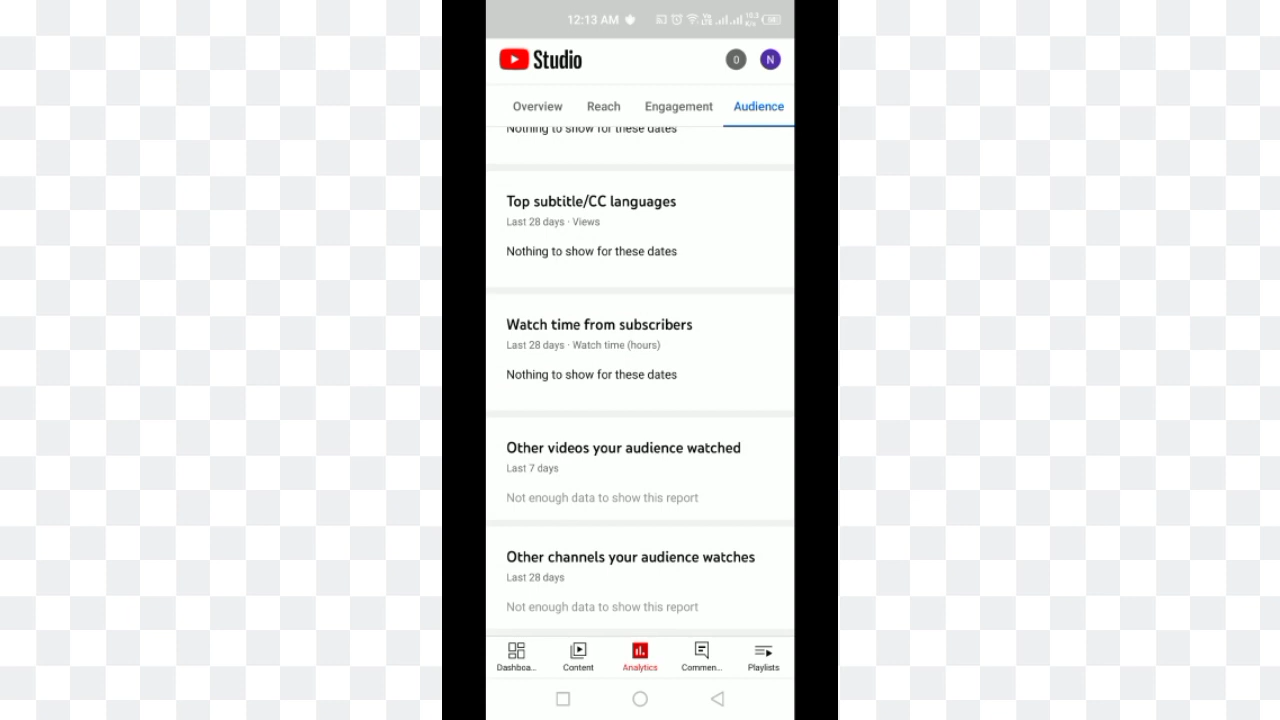 12:13 AM
Studio
0
N
Overview Reach Engagement Audience
Nothing to show for these dates
Top subtitle/CC languages
Last 28 days · Views
Nothing to show for these dates
Watch time from subscribers
Last 28 days · Watch time (hours)
Nothing to show for these dates
Other videos your audience watched
Last 7 days
Not enough data to show this report
Other channels your audience watches
Last 28 days
Not enough data to show this report
Dashboa... Content Analytics Commen... Playlists